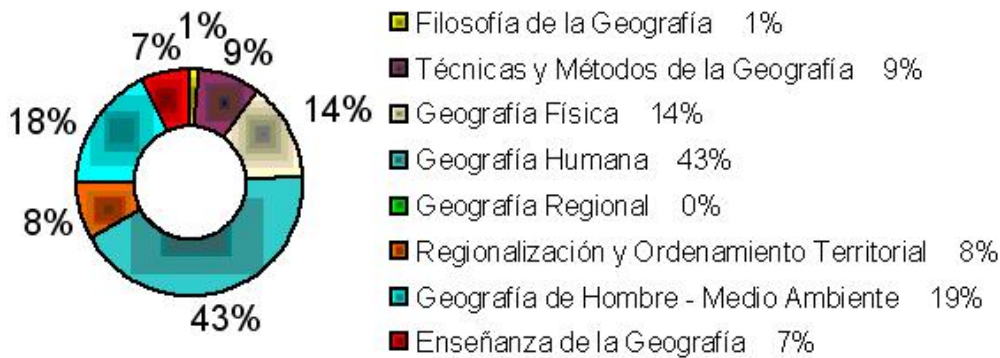 1%
7%
9%
18%
14%
8%
43%
Filosofía de la Geografía 1%
Técnicas y Métodos de la Geografía 9%
Geografía Física 14%
Geografía Humana 43%
Geografía Regional 0%
Regionalización y Ordenamiento Territorial 8%
Geografía de Hombre - Medio Ambiente 19%
Enseñanza de la Geografía 7%